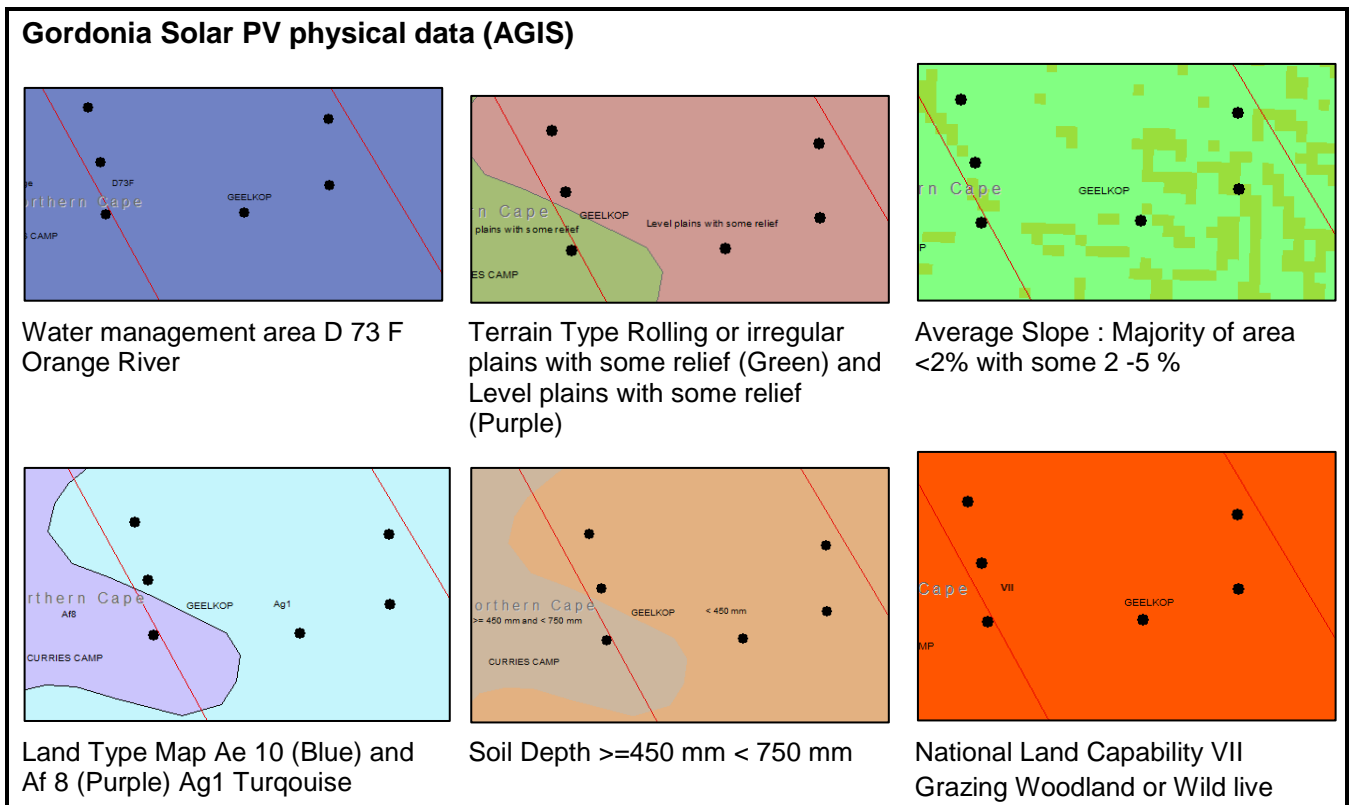 Gordonia Solar PV physical data (AGIS)
D73F
GEELKOP
orthern Cape
S CAMP
n Cape
GEELKOP
plains with some relief
Level plains with some relief
ES CAMP
rn Cape
GEELKOP
P
Water management area D 73 F
Orange River
Terrain Type Rolling or irregular
plains with some relief (Green) and
Level plains with some relief
(Purple)
Average Slope : Majority of area
<2% with some 2 -5 %
rthern Cape
Af8
GEELKOP
Ag1
CURRIES CAMP
orthern Cape
>= 450 mm and < 750 mm
GEELKOP
< 450 mm
CURRIES CAMP
Cape
VII
GEELKOP
MP
Land Type Map Ae 10 (Blue) and
Af 8 (Purple) Ag1 Turqouise
Soil Depth >=450 mm < 750 mm
National Land Capability VII
Grazing Woodland or Wild live